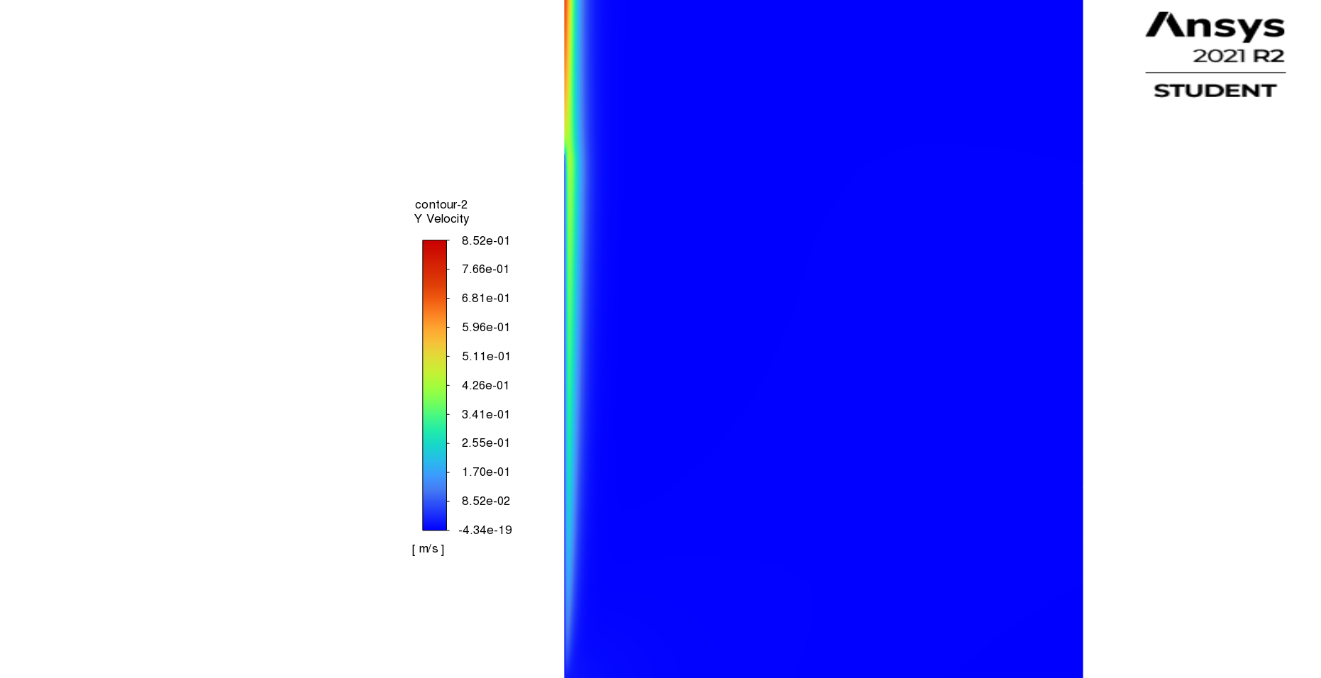 Ansys
2021 R2
STUDENT
contour-2
Y Velocity
8.52e-01
7.66e-01
6.81e-01
5.96e-01
5.11e-01
4.26e-01
3.41e-01
2.55e-01
1.70e-01
8.52e-02
-4.34e-19
[ m/s ]